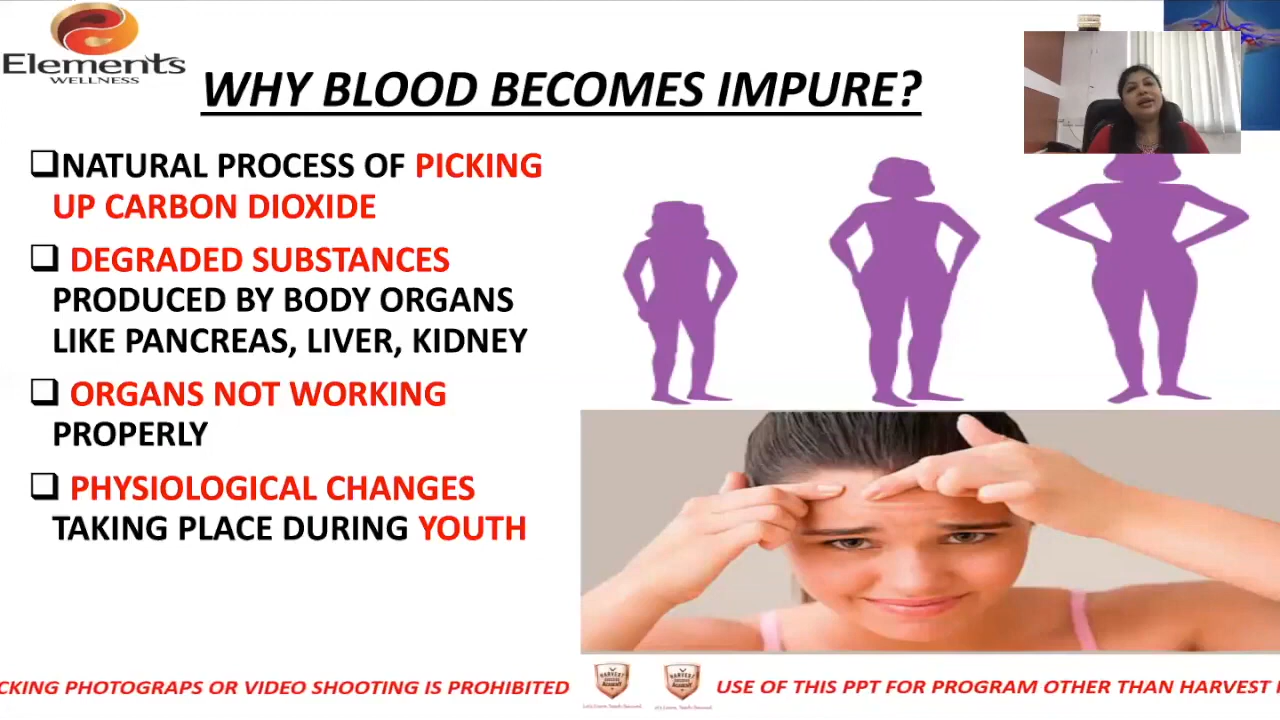 Elements
WELLNESS
WHY BLOOD BECOMES IMPURE?
NATURAL PROCESS OF PICKING
UP CARBON DIOXIDE
DEGRADED SUBSTANCES
PRODUCED BY BODY ORGANS
LIKE PANCREAS, LIVER, KIDNEY
ORGANS NOT WORKING
PROPERLY
PHYSIOLOGICAL CHANGES
TAKING PLACE DURING YOUTH
CKING PHOTOGRAPS OR VIDEO SHOOTING IS PROHIBITED
HARVEST
HARVEST
USE OF THIS PPT FOR PROGRAM OTHER THAN HARVEST